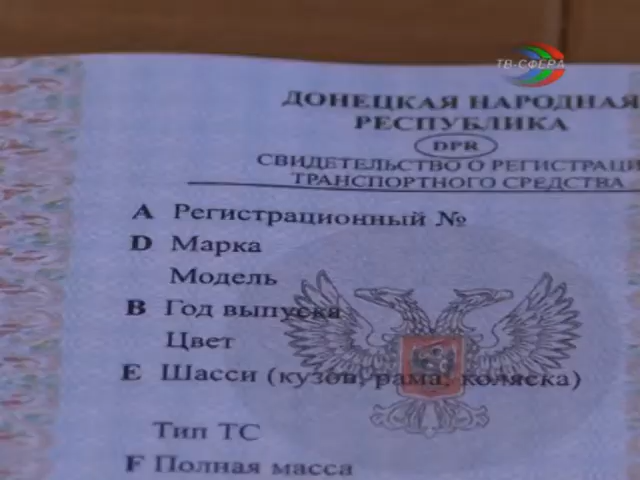 ТВ-СФЕРА
ДОНЕЦКАЯ НАРОДНАЯ
РЕСПУБЛИКА
DPR
СВИДЕТЕЛЬСТВО О РЕГИСТРАЦИ
ТРАНСПОРТНОГО СРЕДСТВА
A Регистрационный №
D Марка
Модель
B Год выпуска
Цвет
E Шасси (кузов, рама, коляска)
Тип ТС
F Полная масса